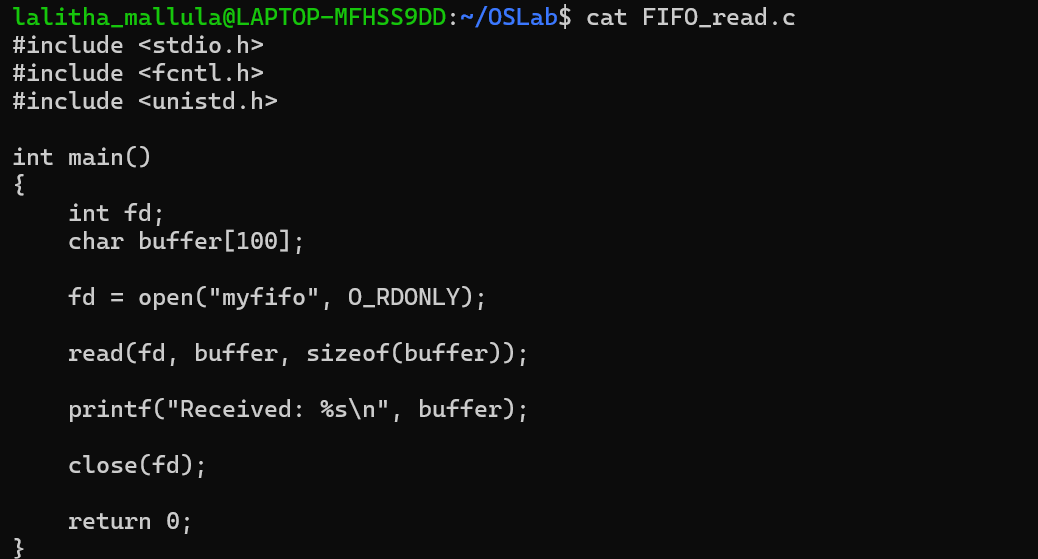 lalitha_mallula@LAPTOP-MFHSS9DD:~/OSLab$ cat FIFO_read.c
#include <stdio.h>
#include <fcntl.h>
#include <unistd.h>

int main()
{
    int fd;
    char buffer[100];

    fd = open("myfifo", O_RDONLY);

    read(fd, buffer, sizeof(buffer));

    printf("Received: %s\n", buffer);

    close(fd);

    return 0;
}